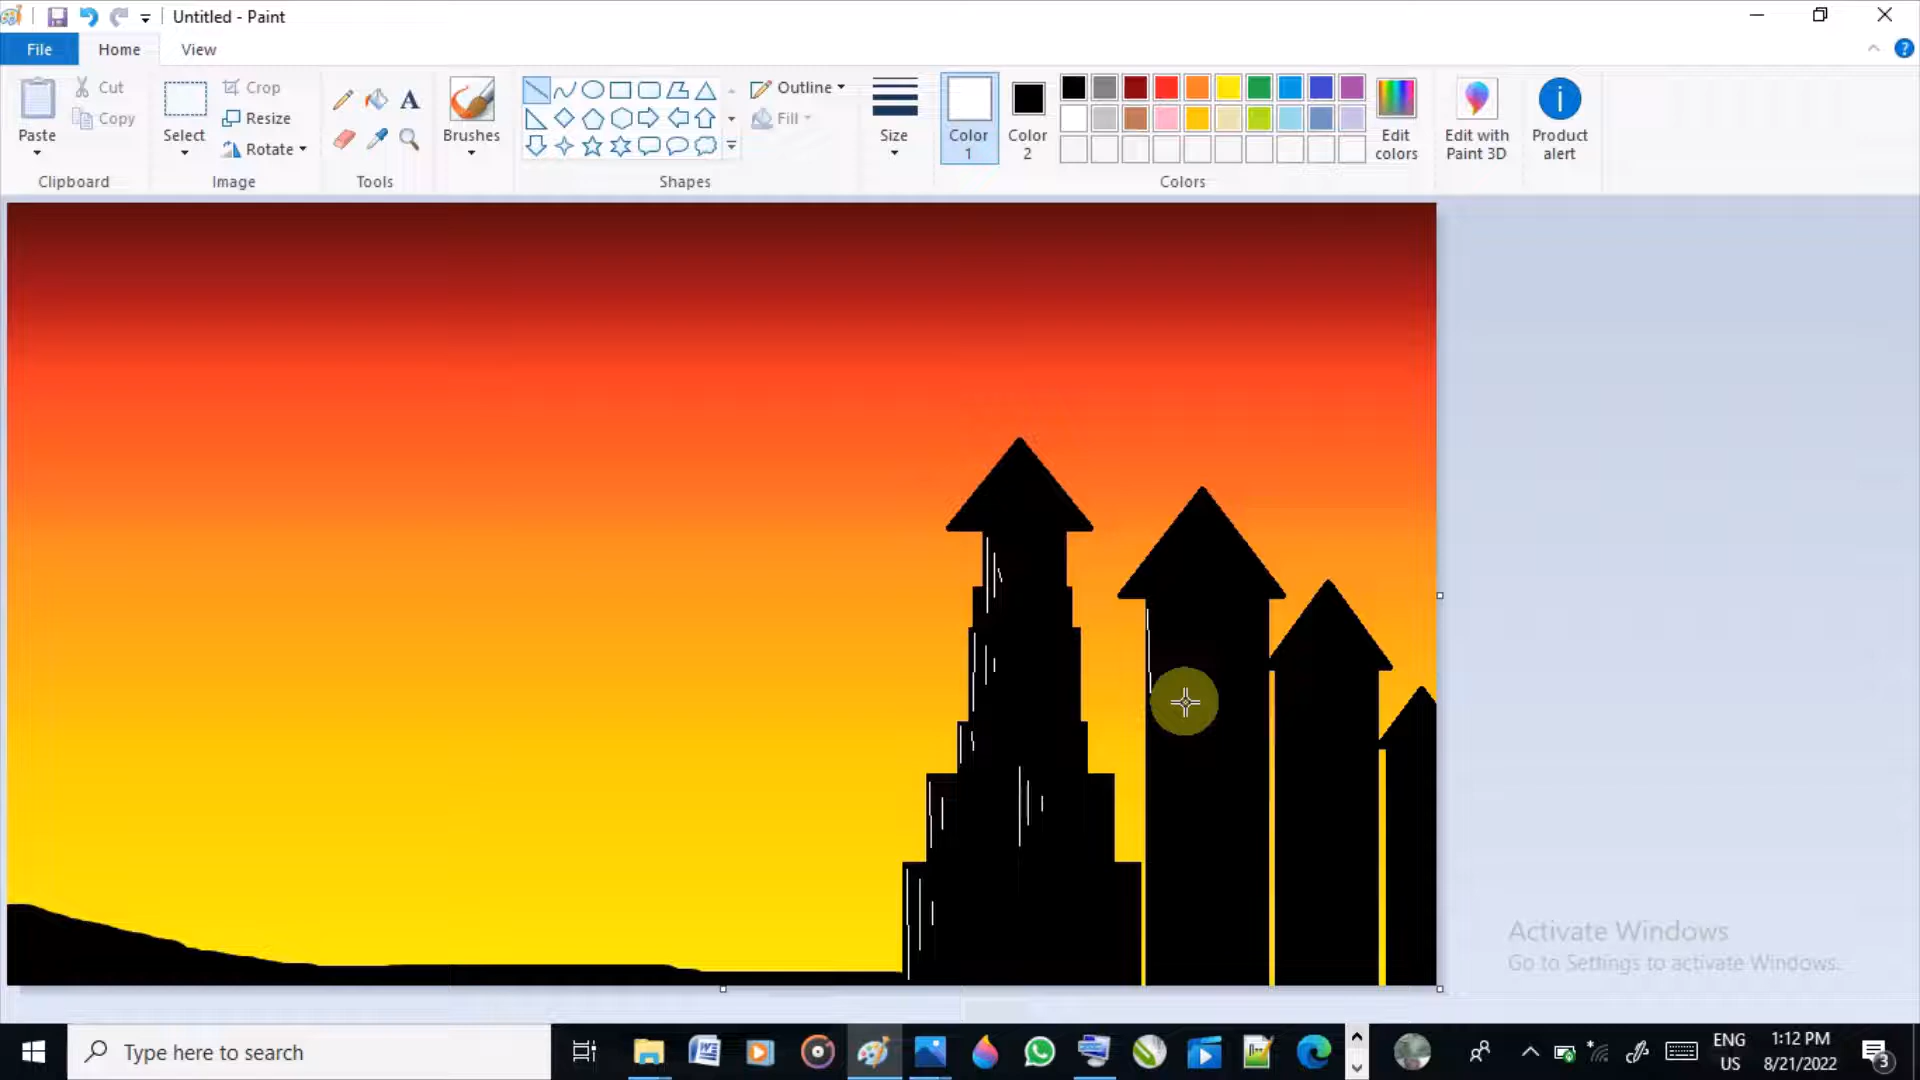 Untitled - Paint
File Home View
Paste
Cut
Copy
Clipboard
Select
Crop
Resize
Rotate
Image
A
Tools
Brushes
Shapes
Outline
Fill
Size
Color 1
Color 2
Edit colors
Colors
Edit with Paint 3D
Product alert
Activate Windows
Go to Settings to activate Windows.
Type here to search
ENG
US
1:12 PM
8/21/2022
3